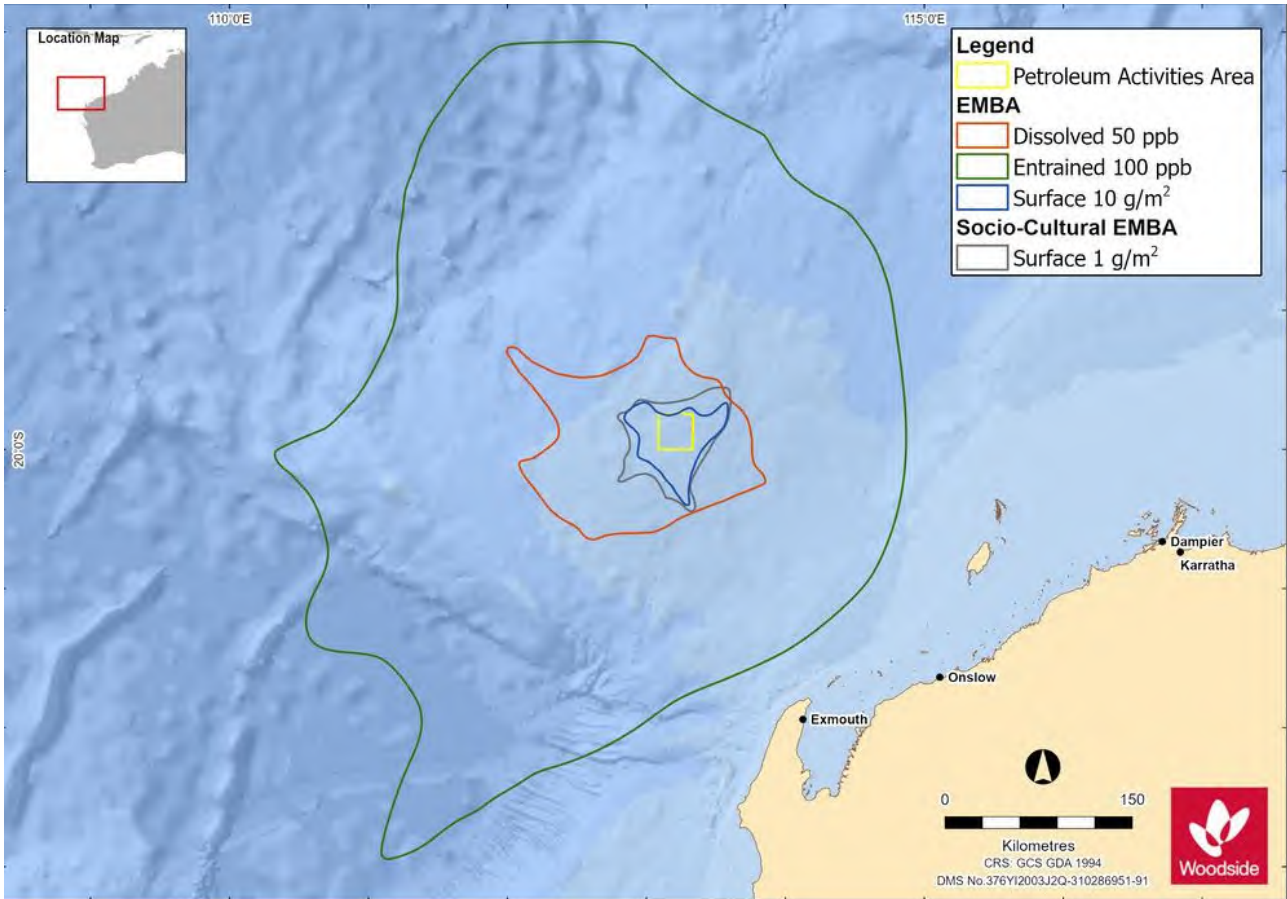 110°0'E
115°0'E
Location Map
Legend
Petroleum Activities Area
EMBA
Dissolved 50 ppb
Entrained 100 ppb
Surface 10 g/m²
Socio-Cultural EMBA
Surface 1 g/m²
20°0'S
Dampier
Karratha
Onslow
Exmouth
0 150
Kilometres
CRS: GCS GDA 1994
DMS No.376YI2003J2Q-310286951-91
Woodside